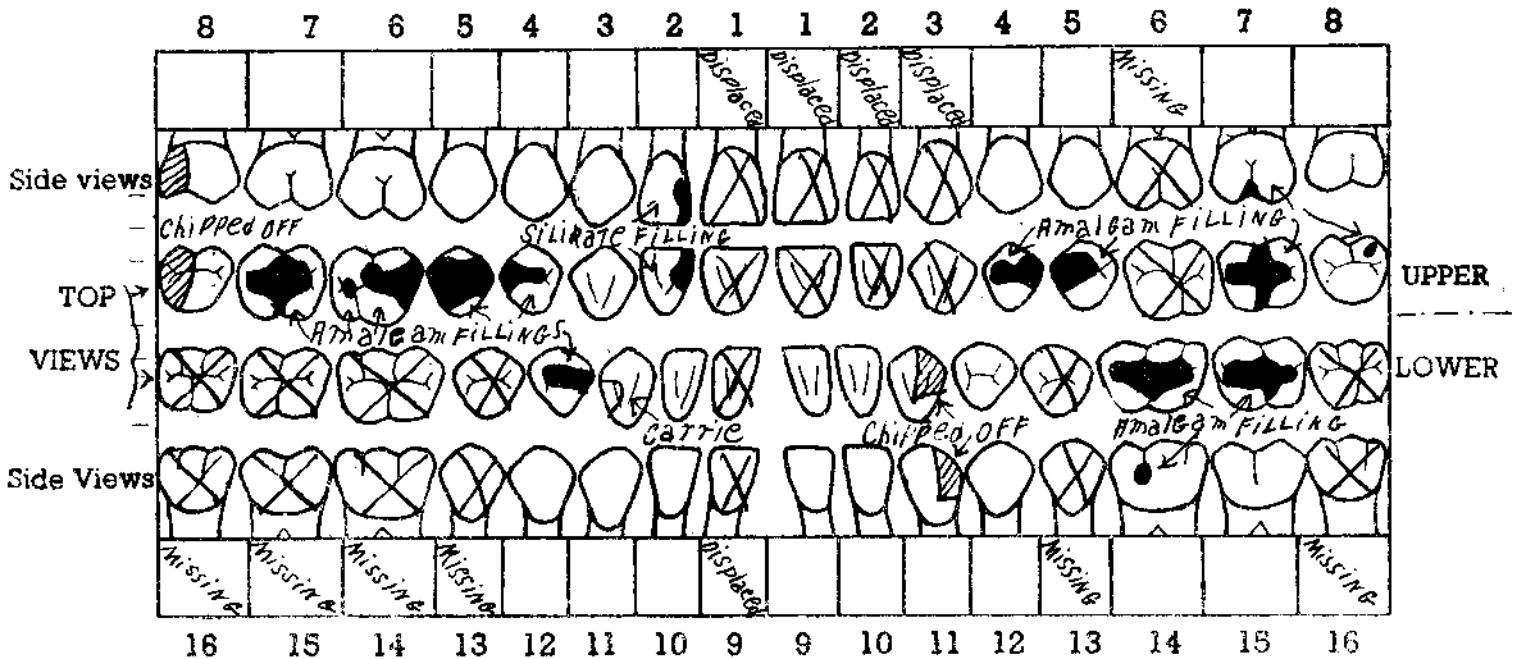 8 7 6 5 4 3 2 1 1 2 3 4 5 6 7 8
Displaced Displaced Displaced Displaced Missing
Side views
Chipped OFF SiliKate FILLING Amalgam FILLING
TOP UPPER
Amalgam FILLINGS
VIEWS LOWER
Carrie Chipped OFF Amalgam FILLING
Side Views
Missing Missing Missing Missing Displaced Missing Missing
16 15 14 13 12 11 10 9 9 10 11 12 13 14 15 16